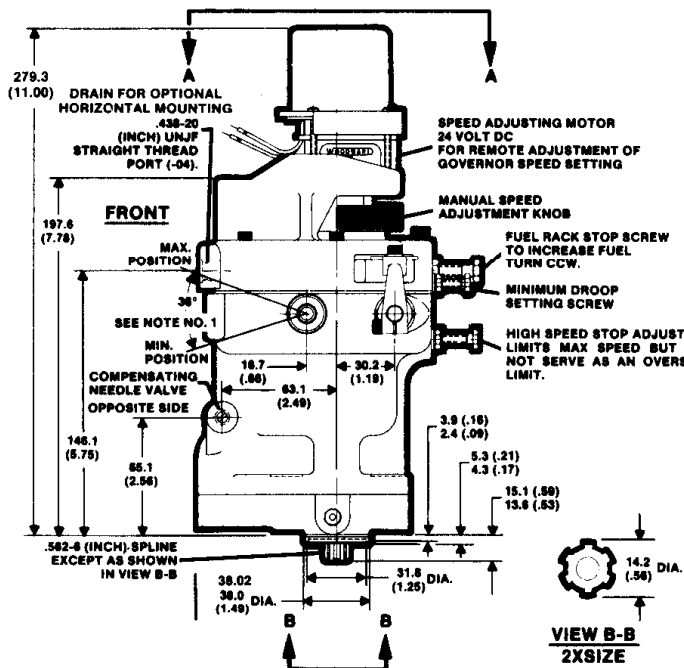 A
A
279.3
(11.00)
DRAIN FOR OPTIONAL
HORIZONTAL MOUNTING
.438-20
(INCH) UNJF
STRAIGHT THREAD
PORT (-04).
WOODWARD
SPEED ADJUSTING MOTOR
24 VOLT DC
FOR REMOTE ADJUSTMENT OF
GOVERNOR SPEED SETTING
197.6
(7.78)
FRONT
MANUAL SPEED
ADJUSTMENT KNOB
MAX.
POSITION
FUEL RACK STOP SCREW
TO INCREASE FUEL
TURN CCW.
36°
SEE NOTE NO. 1
MINIMUM DROOP
SETTING SCREW
MIN.
POSITION
HIGH SPEED STOP ADJUST
LIMITS MAX SPEED BUT
NOT SERVE AS AN OVERS
LIMIT.
16.7
(.66)
30.2
(1.19)
63.1
(2.49)
COMPENSATING
NEEDLE VALVE
OPPOSITE SIDE
146.1
(5.75)
65.1
(2.56)
3.9 (.16)
2.4 (.09)
5.3 (.21)
4.3 (.17)
15.1 (.59)
13.6 (.53)
.562-6 (INCH) SPLINE
EXCEPT AS SHOWN
IN VIEW B-B
31.8
(1.25) DIA.
38.02
38.0
(1.49) DIA.
14.2
(.56) DIA.
B
B
VIEW B-B
2XSIZE